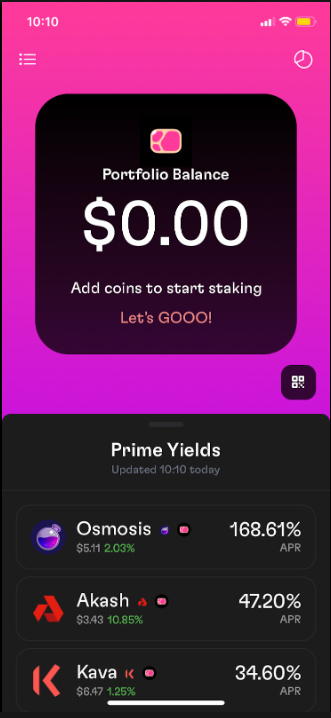 10:10
Portfolio Balance
$0.00
Add coins to start staking
Let's GOOO!
Prime Yields
Updated 10:10 today
Osmosis 168.61%
$5.11 2.03% APR
Akash 47.20%
$3.43 10.85% APR
Kava 34.60%
$6.47 1.25% APR